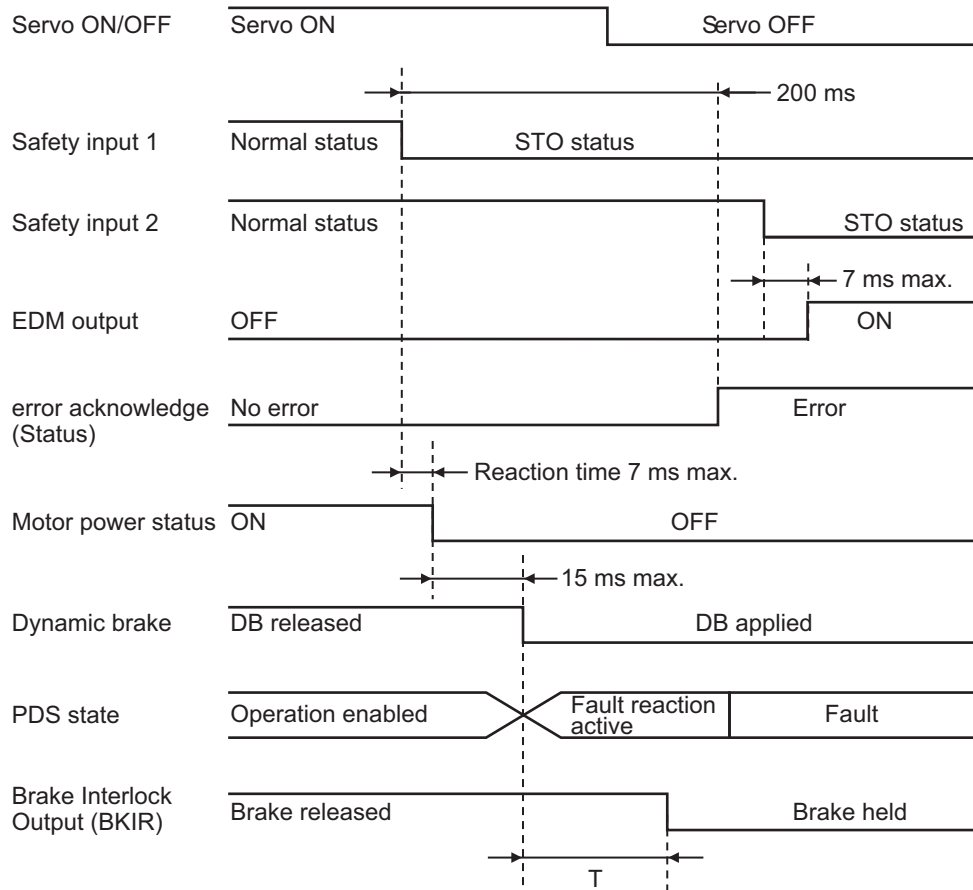 Servo ON/OFF Servo ON Servo OFF
200 ms
Safety input 1 Normal status STO status
Safety input 2 Normal status STO status
7 ms max.
EDM output OFF ON
error acknowledge
(Status) No error Error
Reaction time 7 ms max.
Motor power status ON OFF
15 ms max.
Dynamic brake DB released DB applied
PDS state Operation enabled Fault reaction
active Fault
Brake Interlock
Output (BKIR) Brake released Brake held
T